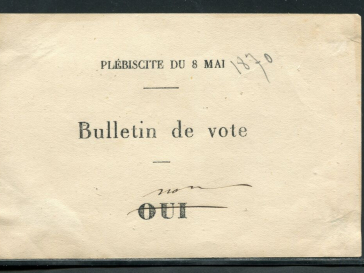 PLÉBISCITE DU 8 MAI 1870
Bulletin de vote
non
OUI